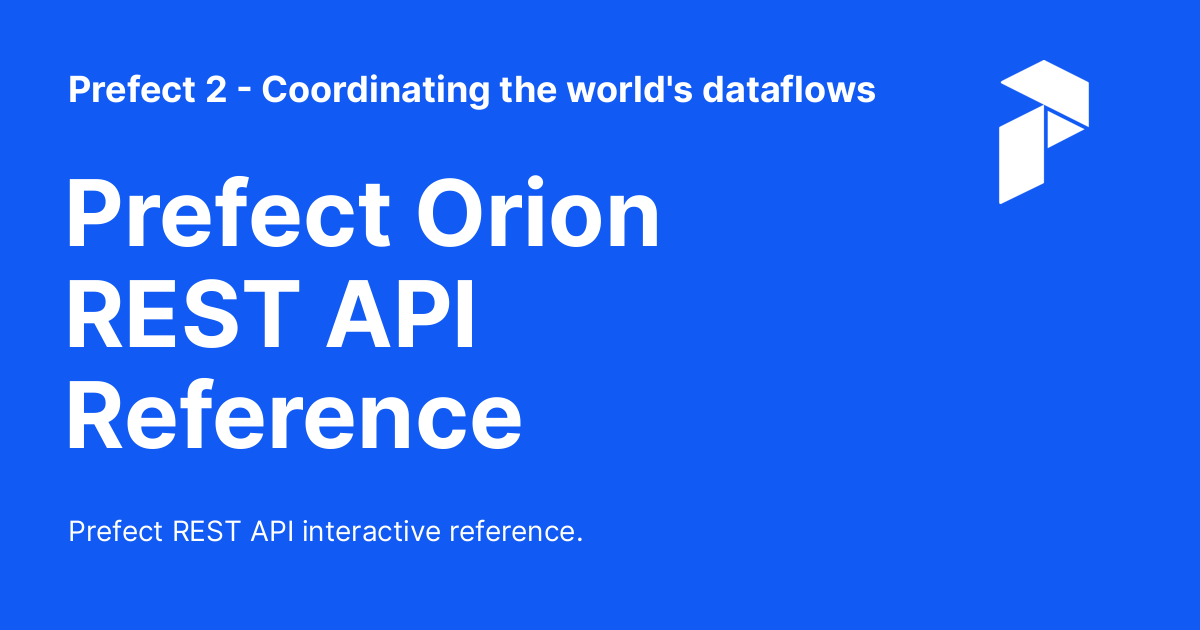 Prefect 2 - Coordinating the world's dataflows
Prefect Orion
REST API
Reference
Prefect REST API interactive reference.